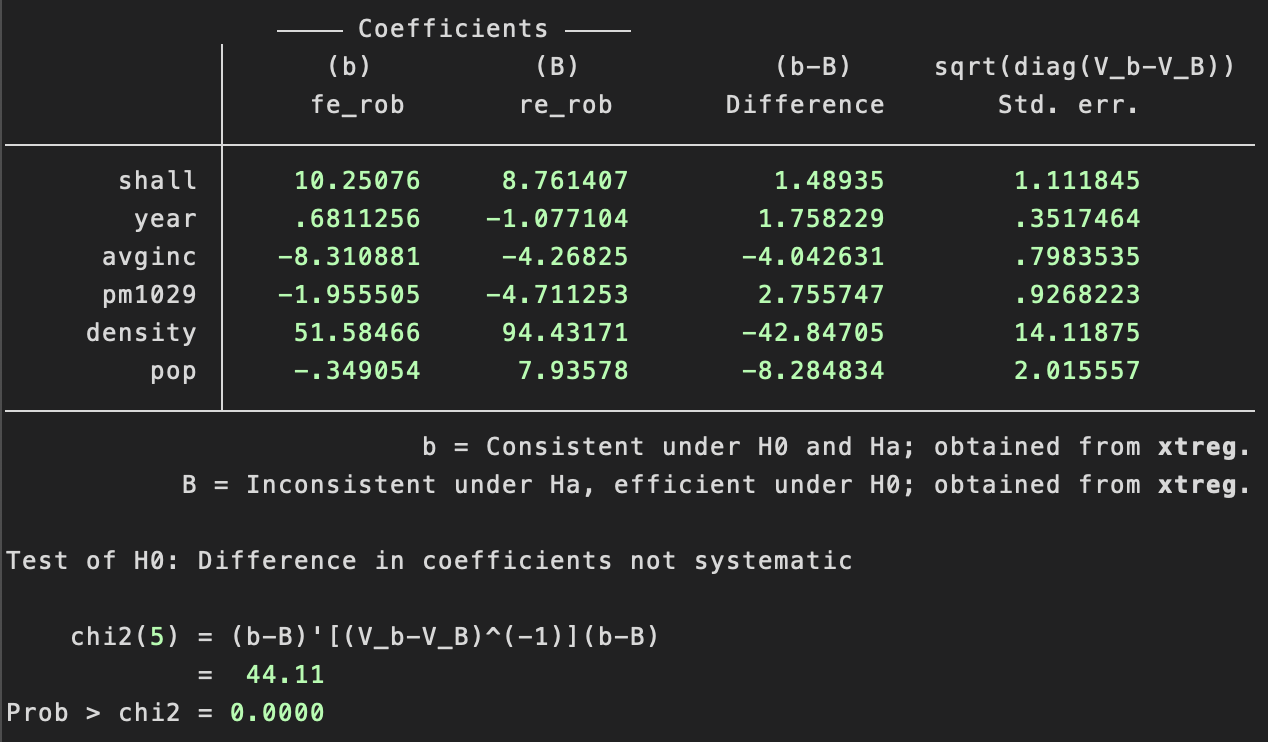 Coefficients
(b) (B) (b-B) sqrt(diag(V_b-V_B))
fe_rob re_rob Difference Std. err.
shall 10.25076 8.761407 1.48935 1.111845
year .6811256 -1.077104 1.758229 .3517464
avginc -8.310881 -4.26825 -4.042631 .7983535
pm1029 -1.955505 -4.711253 2.755747 .9268223
density 51.58466 94.43171 -42.84705 14.11875
pop -.349054 7.93578 -8.284834 2.015557
b = Consistent under H0 and Ha; obtained from xtreg.
B = Inconsistent under Ha, efficient under H0; obtained from xtreg.
Test of H0: Difference in coefficients not systematic
chi2(5) = (b-B)'[(V_b-V_B)^(-1)](b-B)
= 44.11
Prob > chi2 = 0.0000